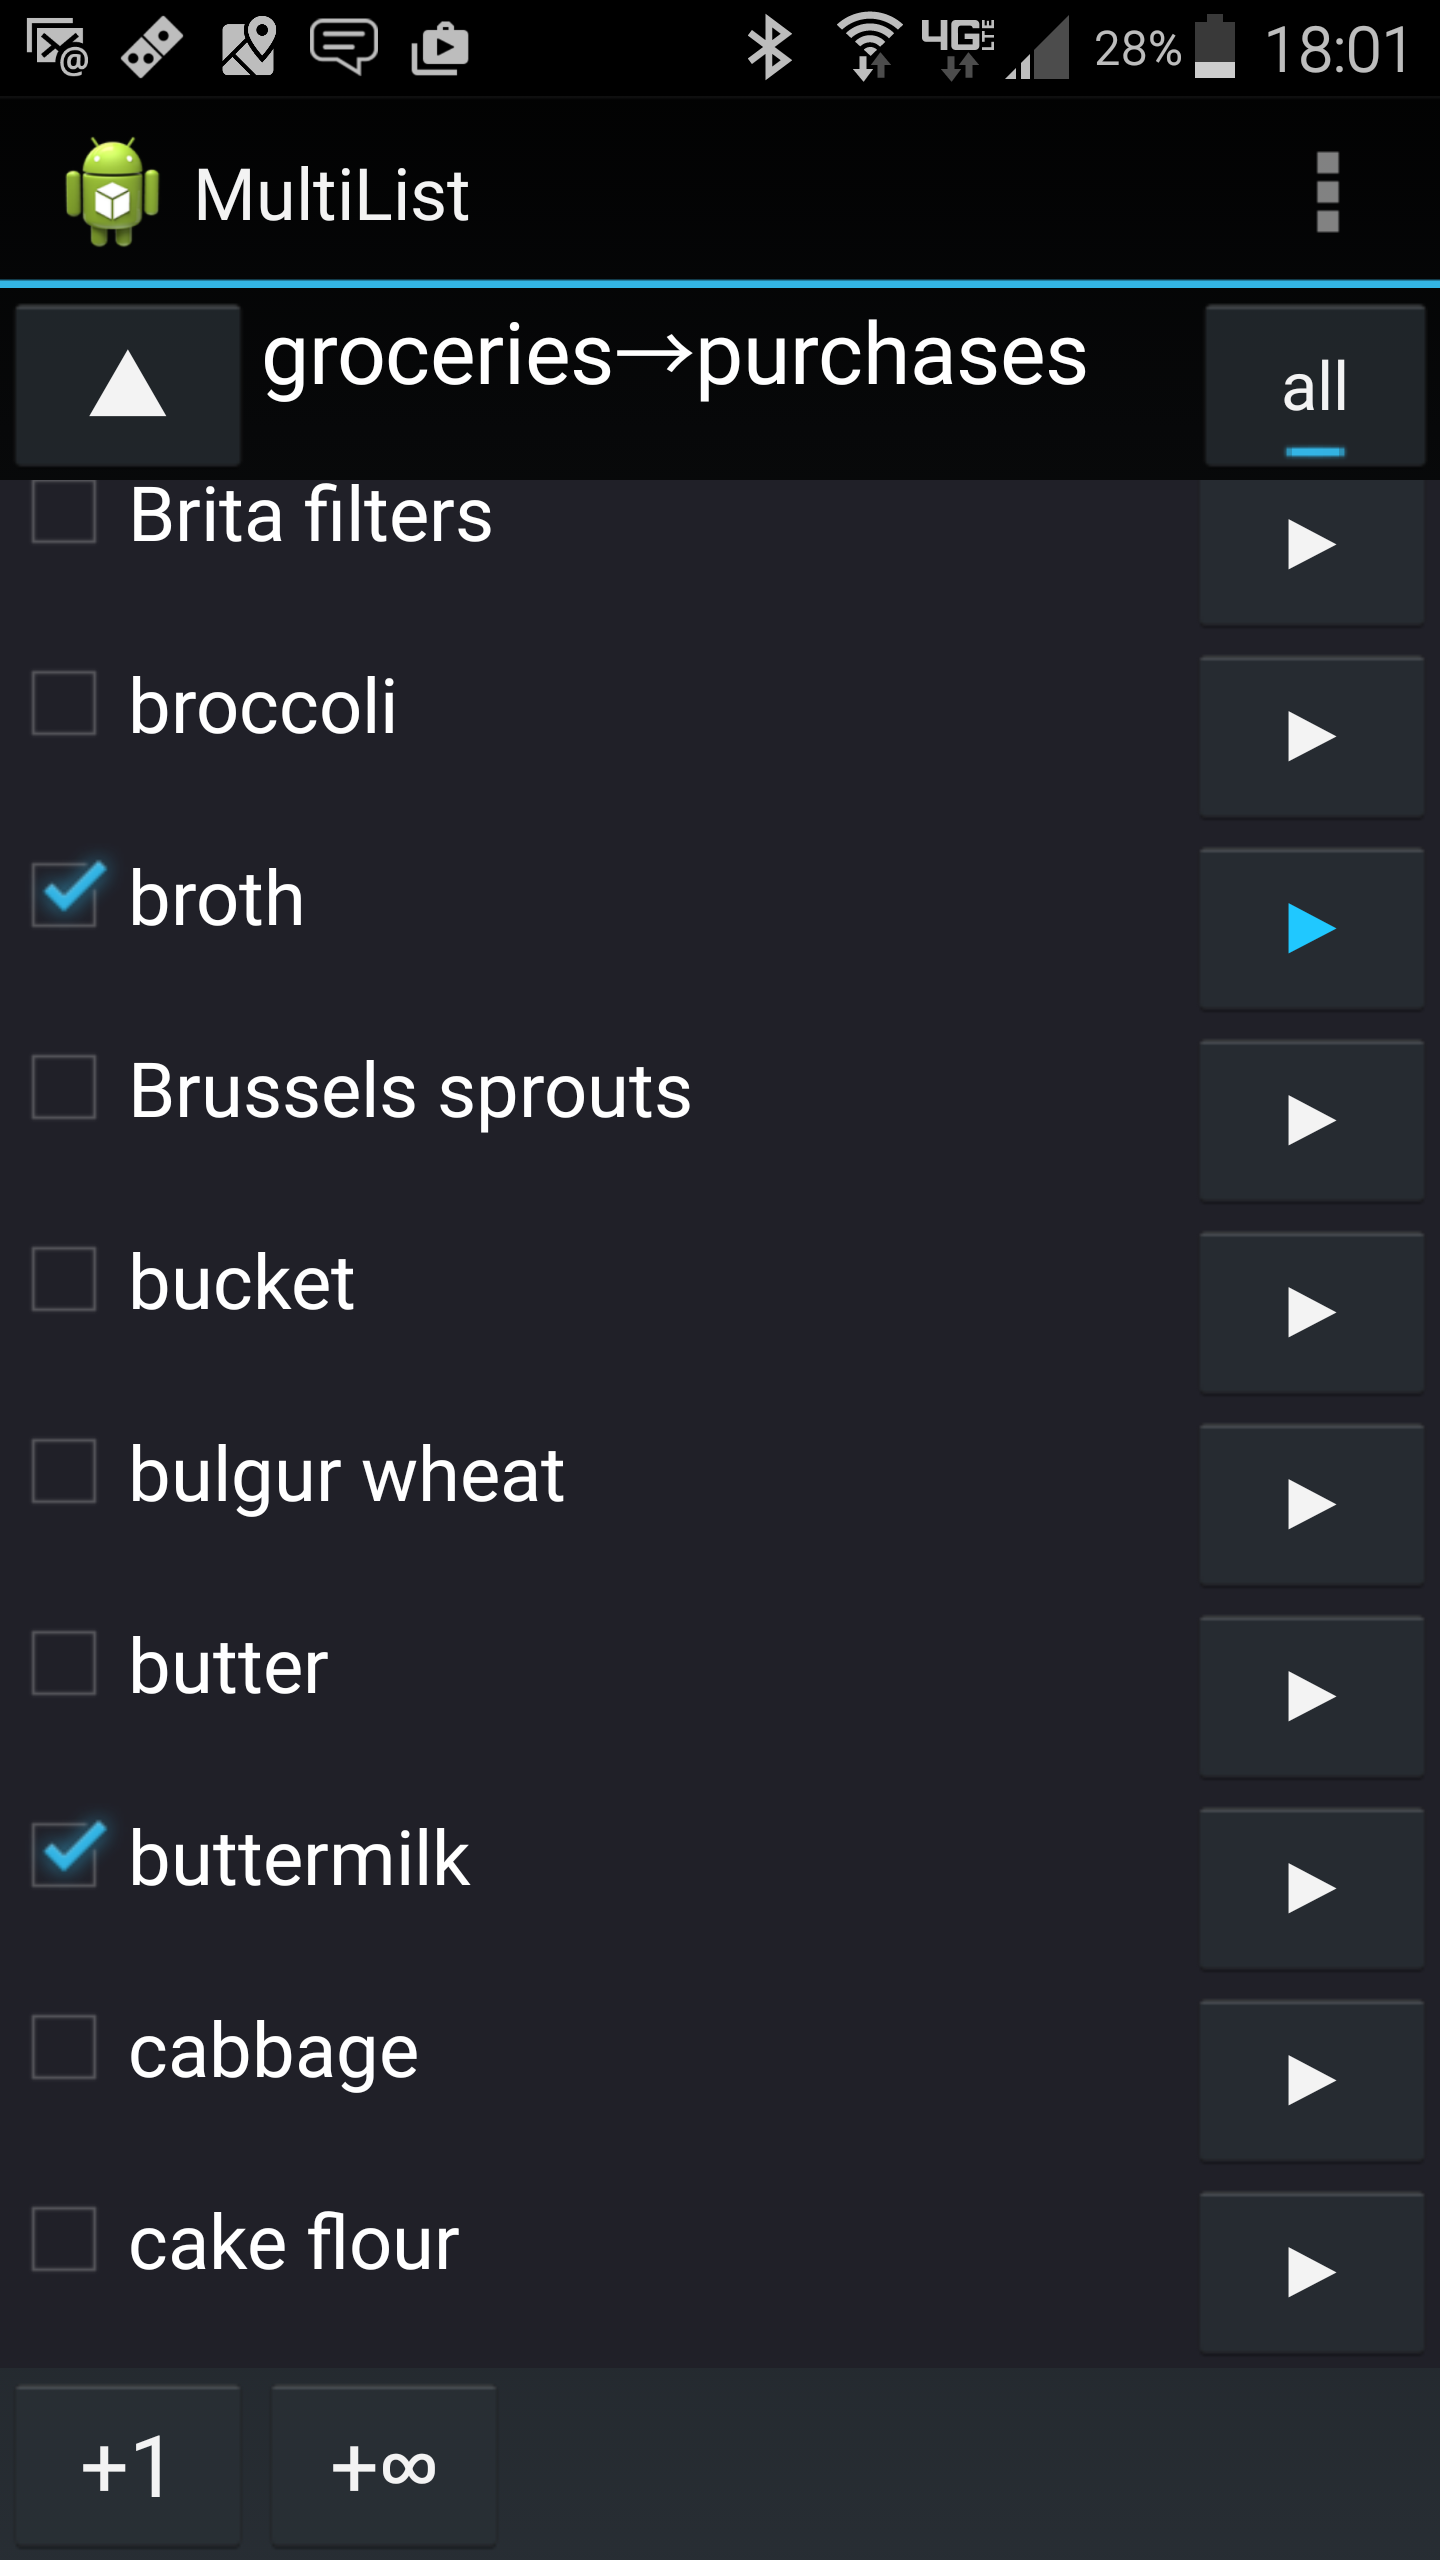 4G LTE 28% 18:01
MultiList
groceries→purchases
all
Brita filters
broccoli
broth
Brussels sprouts
bucket
bulgur wheat
butter
buttermilk
cabbage
cake flour
+1 +∞